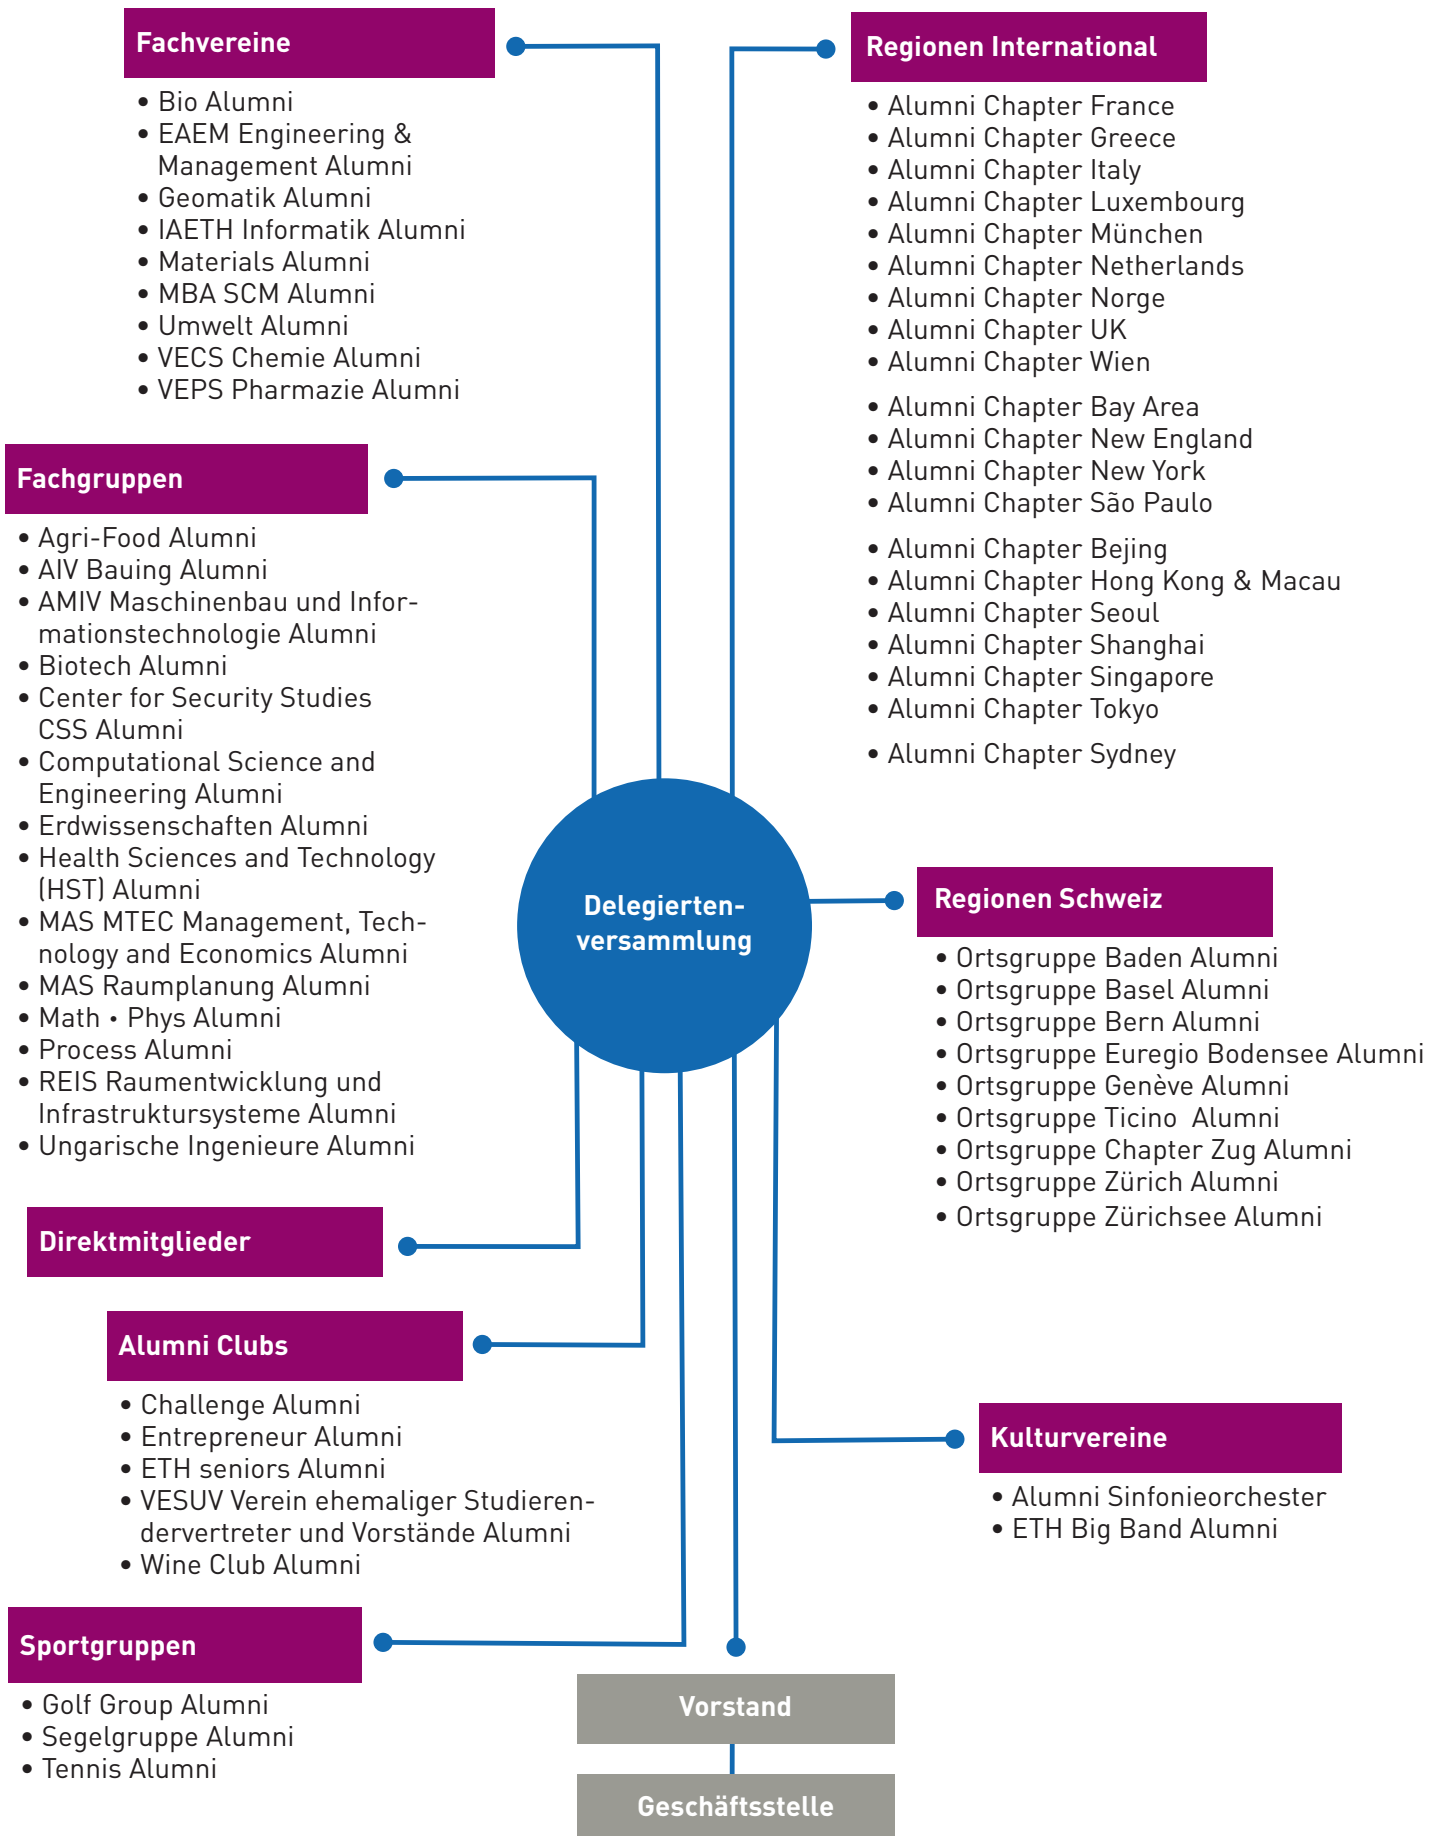 Fachvereine
• Bio Alumni
• EAEM Engineering &
Management Alumni
• Geomatik Alumni
• IAETH Informatik Alumni
• Materials Alumni
• MBA SCM Alumni
• Umwelt Alumni
• VECS Chemie Alumni
• VEPS Pharmazie Alumni
Fachgruppen
• Agri-Food Alumni
• AIV Bauing Alumni
• AMIV Maschinenbau und Infor-
mationstechnologie Alumni
• Biotech Alumni
• Center for Security Studies
CSS Alumni
• Computational Science and
Engineering Alumni
• Erdwissenschaften Alumni
• Health Sciences and Technology
(HST) Alumni
• MAS MTEC Management, Tech-
nology and Economics Alumni
• MAS Raumplanung Alumni
• Math • Phys Alumni
• Process Alumni
• REIS Raumentwicklung und
Infrastruktursysteme Alumni
• Ungarische Ingenieure Alumni
Direktmitglieder
Alumni Clubs
• Challenge Alumni
• Entrepreneur Alumni
• ETH seniors Alumni
• VESUV Verein ehemaliger Studieren-
dervertreter und Vorstände Alumni
• Wine Club Alumni
Sportgruppen
• Golf Group Alumni
• Segelgruppe Alumni
• Tennis Alumni
Delegierten-
versammlung
Regionen International
• Alumni Chapter France
• Alumni Chapter Greece
• Alumni Chapter Italy
• Alumni Chapter Luxembourg
• Alumni Chapter München
• Alumni Chapter Netherlands
• Alumni Chapter Norge
• Alumni Chapter UK
• Alumni Chapter Wien
• Alumni Chapter Bay Area
• Alumni Chapter New England
• Alumni Chapter New York
• Alumni Chapter São Paulo
• Alumni Chapter Bejing
• Alumni Chapter Hong Kong & Macau
• Alumni Chapter Seoul
• Alumni Chapter Shanghai
• Alumni Chapter Singapore
• Alumni Chapter Tokyo
• Alumni Chapter Sydney
Regionen Schweiz
• Ortsgruppe Baden Alumni
• Ortsgruppe Basel Alumni
• Ortsgruppe Bern Alumni
• Ortsgruppe Euregio Bodensee Alumni
• Ortsgruppe Genève Alumni
• Ortsgruppe Ticino  Alumni
• Ortsgruppe Chapter Zug Alumni
• Ortsgruppe Zürich Alumni
• Ortsgruppe Zürichsee Alumni
Kulturvereine
• Alumni Sinfonieorchester
• ETH Big Band Alumni
Vorstand
Geschäftsstelle